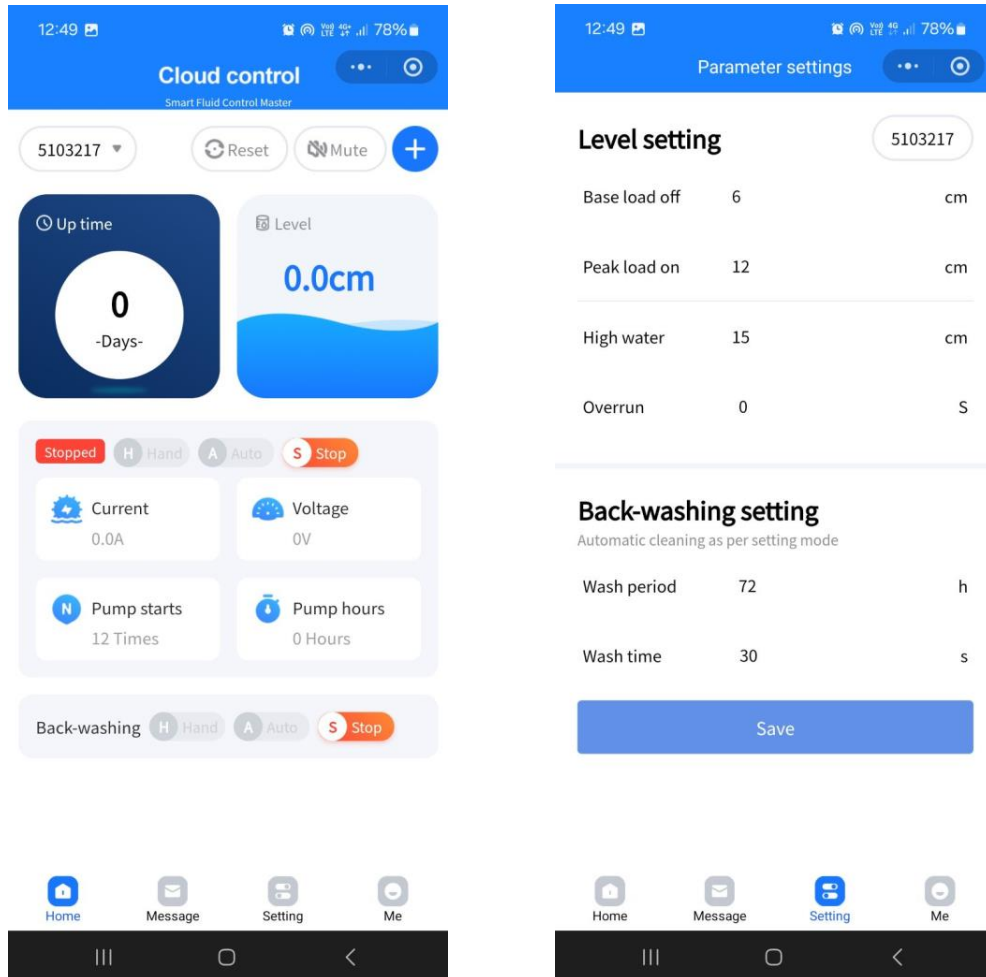 12:49 78%
Cloud control
Smart Fluid Control Master
5103217 Reset Mute
Up time
0
-Days-
Level
0.0cm
Stopped H Hand A Auto S Stop
Current
0.0A
Voltage
0V
N Pump starts
12 Times
Pump hours
0 Hours
Back-washing H Hand A Auto S Stop
Home Message Setting Me
12:49 78%
Parameter settings
Level setting 5103217
Base load off 6 cm
Peak load on 12 cm
High water 15 cm
Overrun 0 S
Back-washing setting
Automatic cleaning as per setting mode
Wash period 72 h
Wash time 30 s
Save
Home Message Setting Me